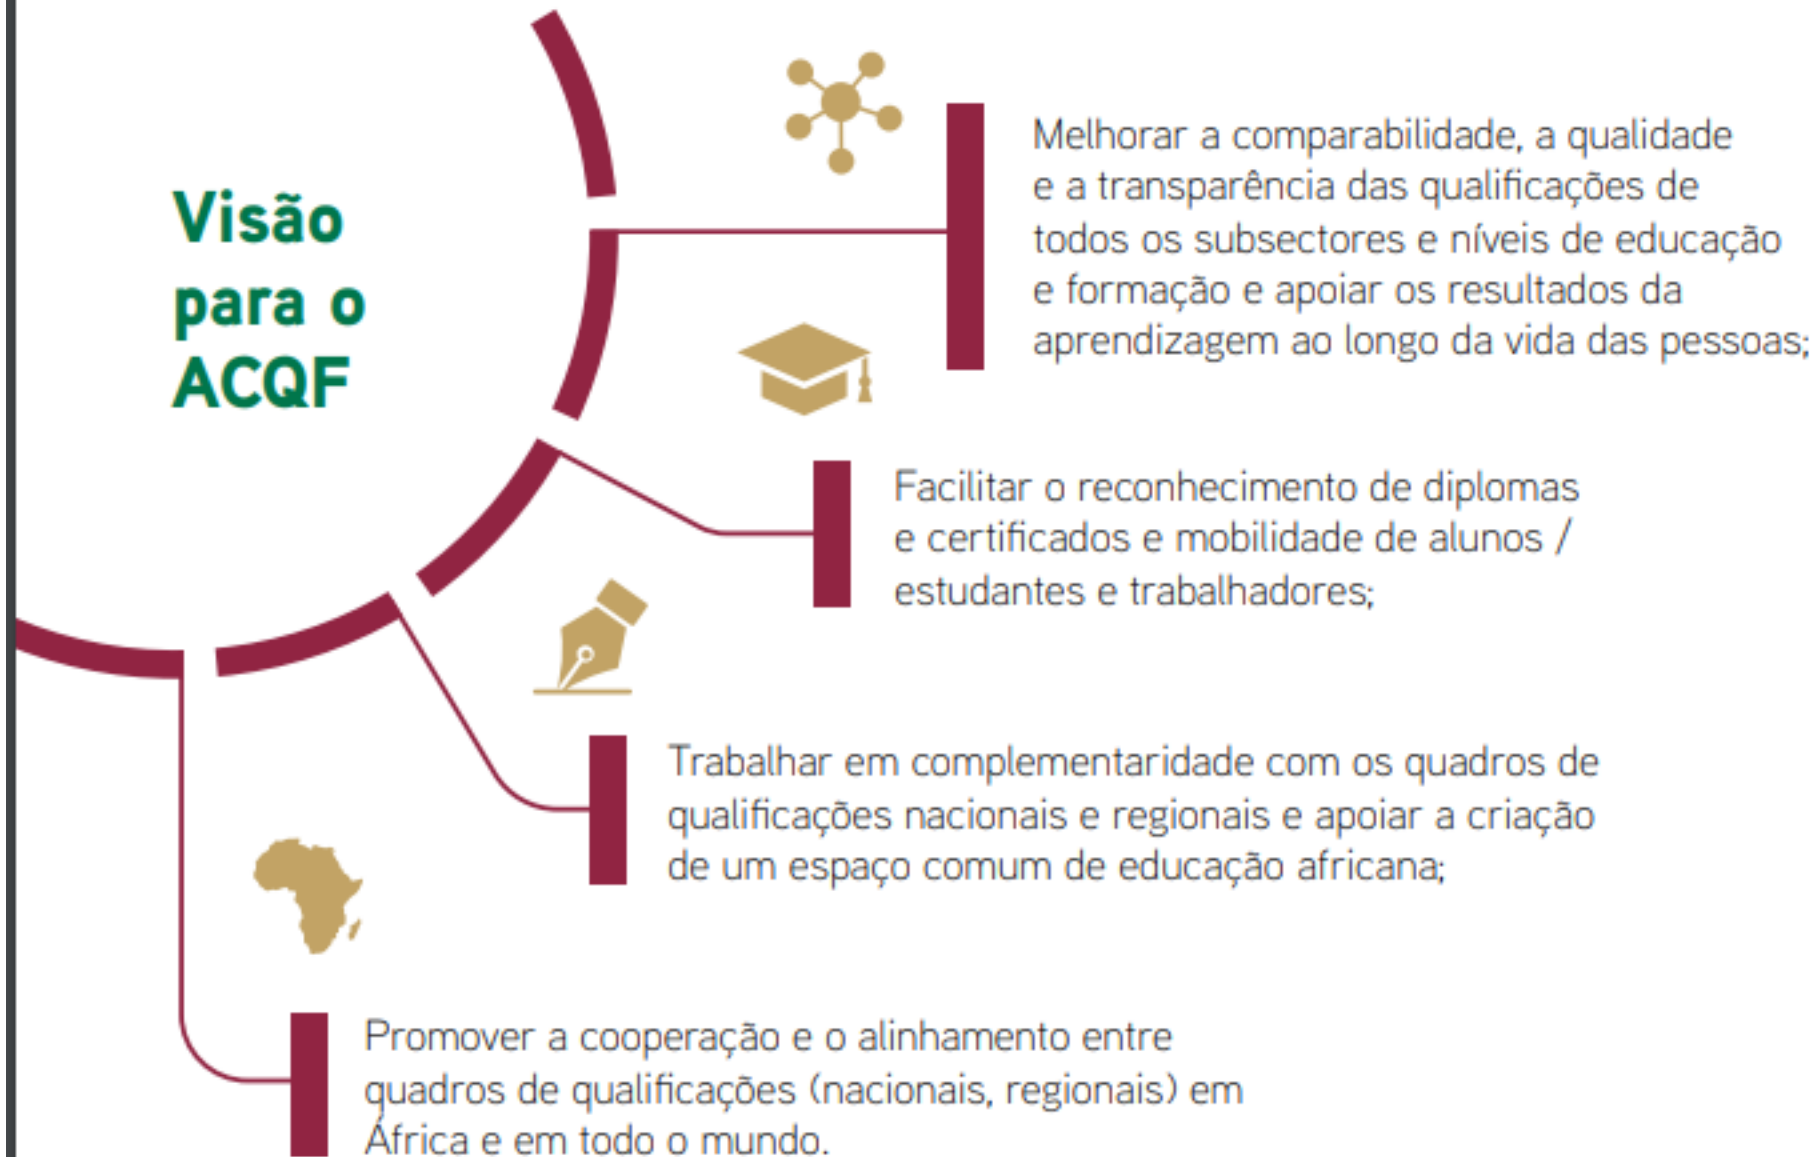 Visão
para o
ACQF
Melhorar a comparabilidade, a qualidade
e a transparência das qualificações de
todos os subsectores e níveis de educação
e formação e apoiar os resultados da
aprendizagem ao longo da vida das pessoas;
Facilitar o reconhecimento de diplomas
e certificados e mobilidade de alunos /
estudantes e trabalhadores;
Trabalhar em complementaridade com os quadros de
qualificações nacionais e regionais e apoiar a criação
de um espaço comum de educação africana;
Promover a cooperação e o alinhamento entre
quadros de qualificações (nacionais, regionais) em
África e em todo o mundo.